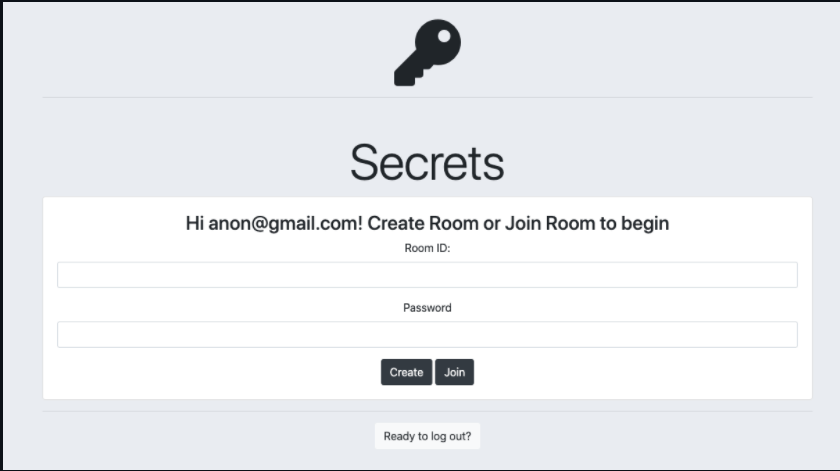 Secrets
Hi anon@gmail.com! Create Room or Join Room to begin
Room ID:
Password
Create Join
Ready to log out?